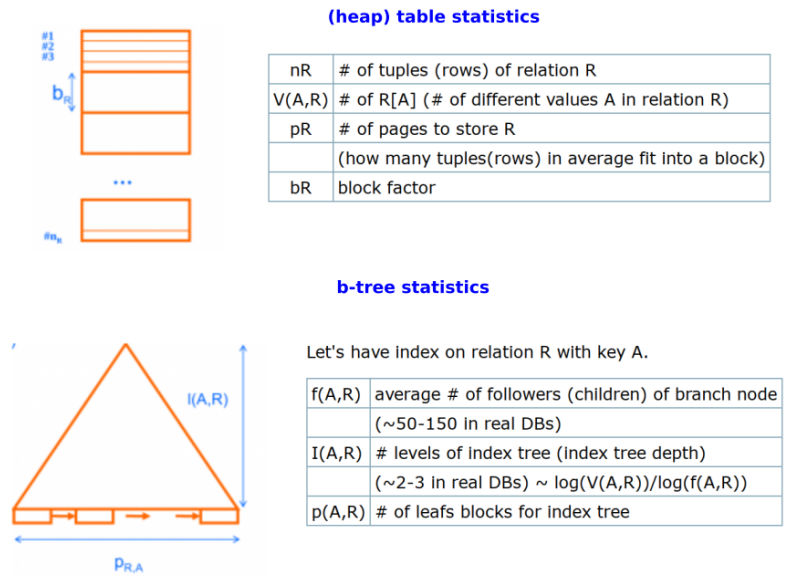 (heap) table statistics
#1
#2
#3
bR
...
#nR
nR # of tuples (rows) of relation R
V(A,R) # of R[A] (# of different values A in relation R)
pR # of pages to store R
(how many tuples(rows) in average fit into a block)
bR block factor
b-tree statistics
I(A,R)
PR,A
Let's have index on relation R with key A.
f(A,R) average # of followers (children) of branch node
(~50-150 in real DBs)
I(A,R) # levels of index tree (index tree depth)
(~2-3 in real DBs) ~ log(V(A,R))/log(f(A,R))
p(A,R) # of leafs blocks for index tree